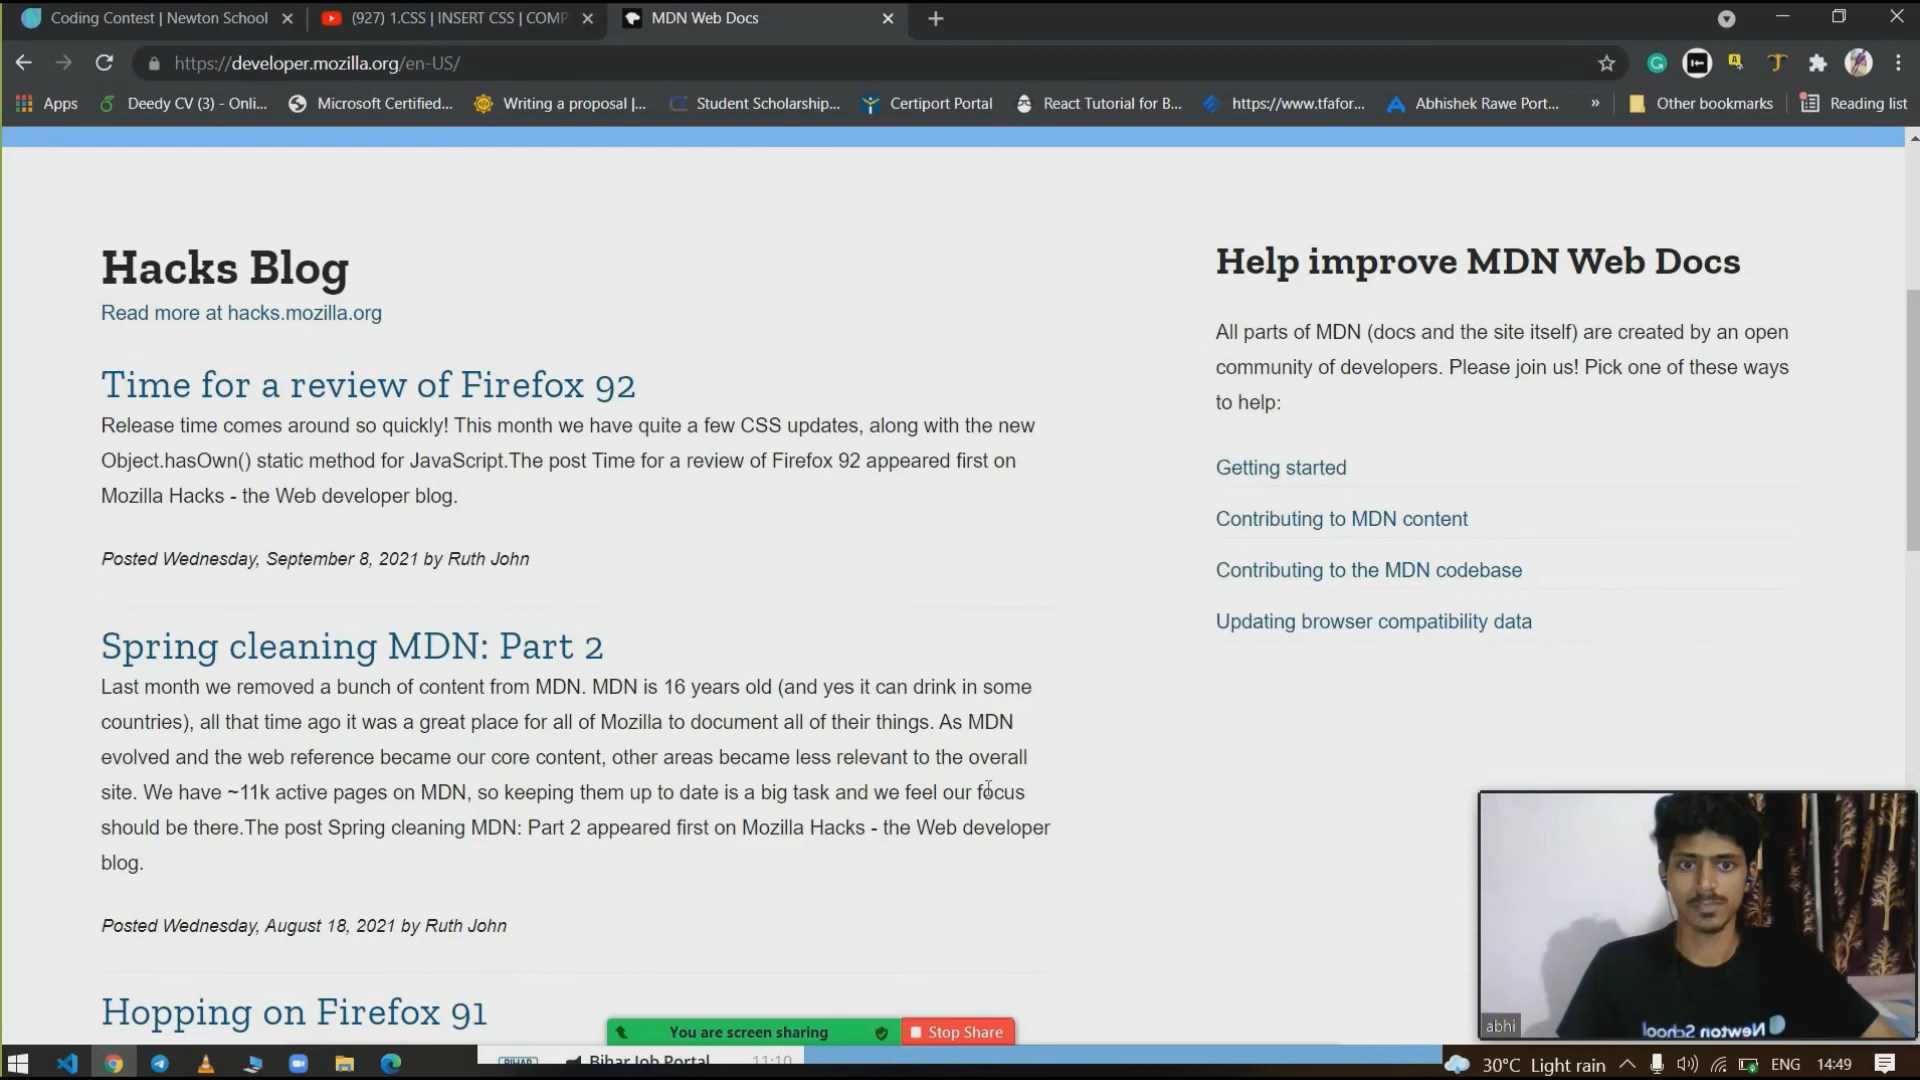 Coding Contest | Newton School
(927) 1.CSS | INSERT CSS | COMP
MDN Web Docs
https://developer.mozilla.org/en-US/
Apps
Deedy CV (3) - Onli...
Microsoft Certified...
Writing a proposal |...
Student Scholarship...
Certiport Portal
React Tutorial for B...
https://www.tfafor...
Abhishek Rawe Port...
»
Other bookmarks
Reading list
Hacks Blog
Read more at hacks.mozilla.org
Time for a review of Firefox 92
Release time comes around so quickly! This month we have quite a few CSS updates, along with the new
Object.hasOwn() static method for JavaScript.The post Time for a review of Firefox 92 appeared first on
Mozilla Hacks - the Web developer blog.
Posted Wednesday, September 8, 2021 by Ruth John
Spring cleaning MDN: Part 2
Last month we removed a bunch of content from MDN. MDN is 16 years old (and yes it can drink in some
countries), all that time ago it was a great place for all of Mozilla to document all of their things. As MDN
evolved and the web reference became our core content, other areas became less relevant to the overall
site. We have ~11k active pages on MDN, so keeping them up to date is a big task and we feel our focus
should be there.The post Spring cleaning MDN: Part 2 appeared first on Mozilla Hacks - the Web developer
blog.
Posted Wednesday, August 18, 2021 by Ruth John
Hopping on Firefox 91
Help improve MDN Web Docs
All parts of MDN (docs and the site itself) are created by an open
community of developers. Please join us! Pick one of these ways
to help:
Getting started
Contributing to MDN content
Contributing to the MDN codebase
Updating browser compatibility data
Newton School
abhi
You are screen sharing
Stop Share
BIHAR
Bihar Job Portal
11:10
30°C Light rain
ENG
14:49